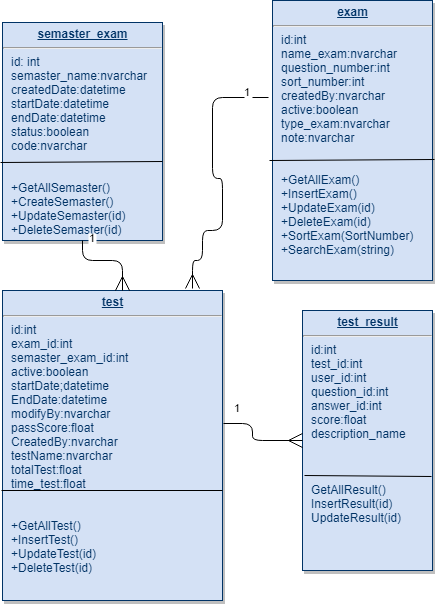 semaster_exam
id: int
semaster_name:nvarchar
createdDate:datetime
startDate:datetime
endDate:datetime
status:boolean
code:nvarchar
+GetAllSemaster()
+CreateSemaster()
+UpdateSemaster(id)
+DeleteSemaster(id)
1
exam
id:int
name_exam:nvarchar
question_number:int
sort_number:int
createdBy:nvarchar
active:boolean
type_exam:nvarchar
note:nvarchar
+GetAllExam()
+InsertExam()
+UpdateExam(id)
+DeleteExam(id)
+SortExam(SortNumber)
+SearchExam(string)
1
test
id:int
exam_id:int
semaster_exam_id:int
active:boolean
startDate;datetime
EndDate:datetime
modifyBy:nvarchar
passScore:float
CreatedBy:nvarchar
testName:nvarchar
totalTest:float
time_test:float
+GetAllTest()
+InsertTest()
+UpdateTest(id)
+DeleteTest(id)
1
test_result
id:int
test_id:int
user_id:int
question_id:int
answer_id:int
score:float
description_name
GetAllResult()
InsertResult(id)
UpdateResult(id)